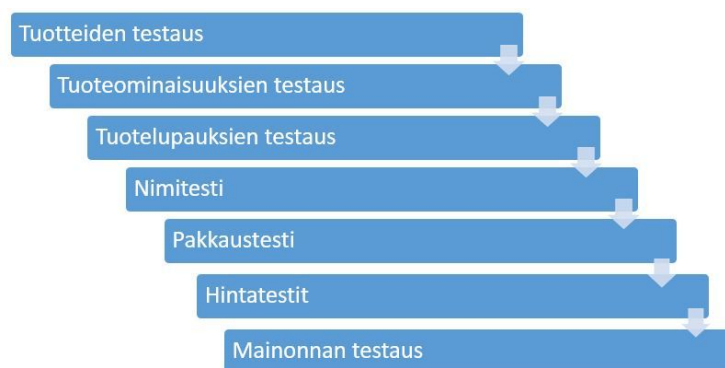 Tuotteiden testaus
Tuoteominaisuuksien testaus
Tuotelupauksien testaus
Nimitesti
Pakkaustesti
Hintatestit
Mainonnan testaus